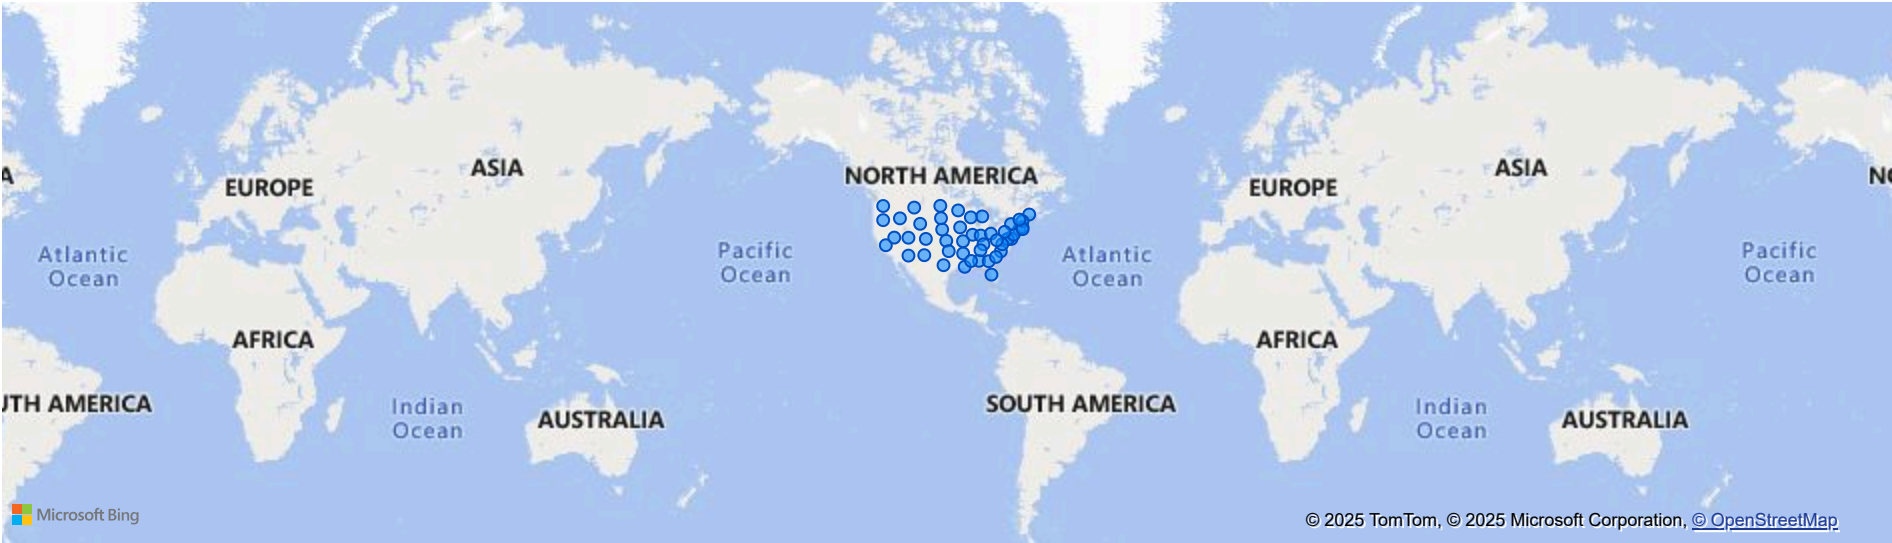 NORTH AMERICA
ASIA
ASIA
A
NO
EUROPE
EUROPE
Atlantic
Ocean
Pacific
Ocean
Atlantic
Ocean
Pacific
Ocean
AFRICA
AFRICA
UTH AMERICA
Indian
Ocean
AUSTRALIA
SOUTH AMERICA
Indian
Ocean
AUSTRALIA
Microsoft Bing
© 2025 TomTom, © 2025 Microsoft Corporation, © OpenStreetMap